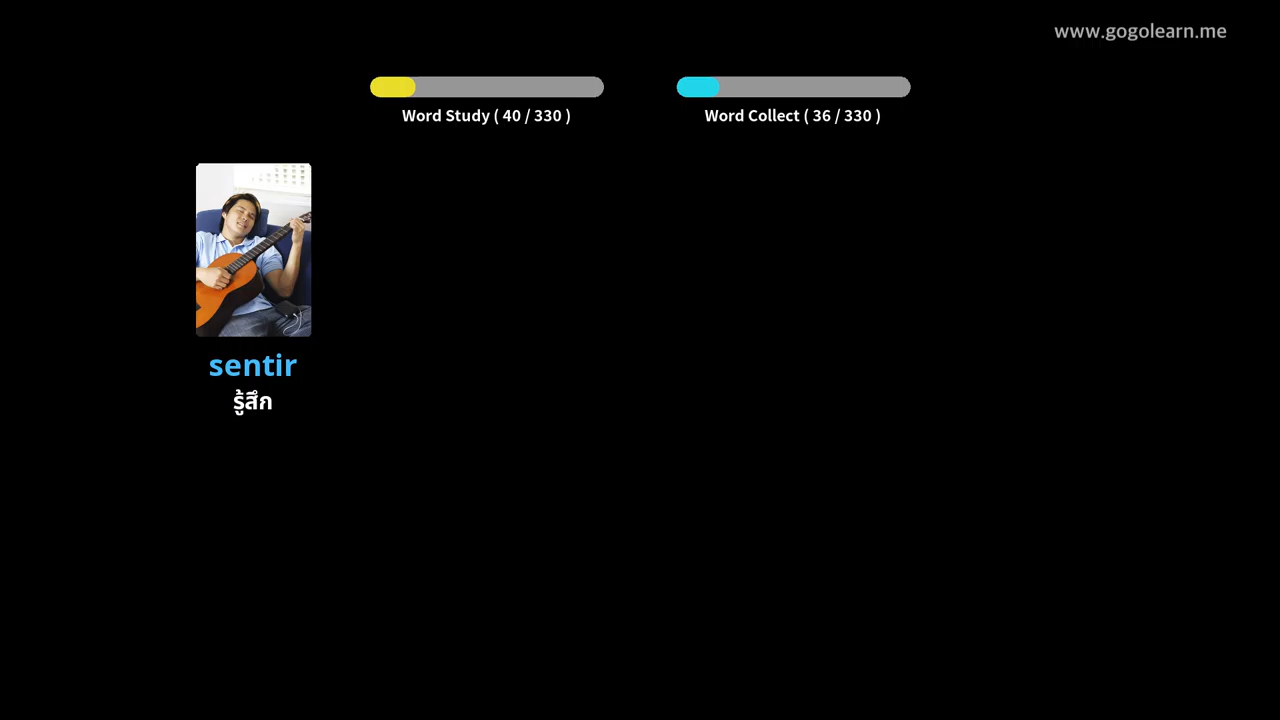 www.gogolearn.me
Word Study ( 40 / 330 )
Word Collect ( 36 / 330 )
sentir
รู้สึก